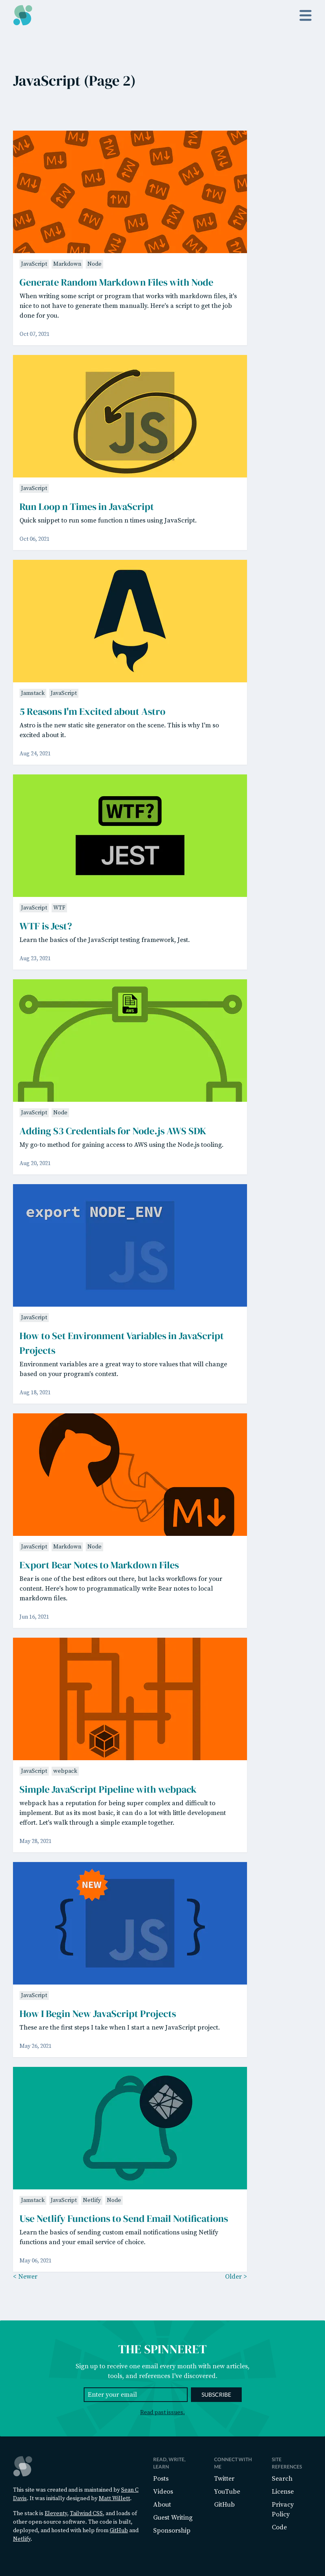 JavaScript (Page 2)
JavaScript Markdown Node
Generate Random Markdown Files with Node
When writing some script or program that works with markdown files, it's
nice to not have to generate them manually. Here's a script to get the job
done for you.
Oct 07, 2021
JS
JavaScript
Run Loop n Times in JavaScript
Quick snippet to run some function n times using JavaScript.
Oct 06, 2021
Jamstack JavaScript
5 Reasons I'm Excited about Astro
Astro is the new static site generator on the scene. This is why I'm so
excited about it.
Aug 24, 2021
WTF?
JEST
JavaScript WTF
WTF is Jest?
Learn the basics of the JavaScript testing framework, Jest.
Aug 23, 2021
AWS
JavaScript Node
Adding S3 Credentials for Node.js AWS SDK
My go-to method for gaining access to AWS using the Node.js tooling.
Aug 20, 2021
export NODE_ENV
JS
JavaScript
How to Set Environment Variables in JavaScript
Projects
Environment variables are a great way to store values that will change
based on your program's context.
Aug 18, 2021
M
JavaScript Markdown Node
Export Bear Notes to Markdown Files
Bear is one of the best editors out there, but lacks workflows for your
content. Here's how to programmatically write Bear notes to local
markdown files.
Jun 16, 2021
JavaScript webpack
Simple JavaScript Pipeline with webpack
webpack has a reputation for being super complex and difficult to
implement. But as its most basic, it can do a lot with little development
effort. Let's walk through a simple example together.
May 28, 2021
NEW
{ JS }
JavaScript
How I Begin New JavaScript Projects
These are the first steps I take when I start a new JavaScript project.
May 26, 2021
Jamstack JavaScript Netlify Node
Use Netlify Functions to Send Email Notifications
Learn the basics of sending custom email notifications using Netlify
functions and your email service of choice.
May 06, 2021
< Newer Older >
THE SPINNERET
Sign up to receive one email every month with new articles,
tools, and references I've discovered.
Enter your email SUBSCRIBE
Read past issues.
This site was created and is maintained by Sean C
Davis. It was initially designed by Matt Willett.
The stack is Eleventy, Tailwind CSS, and loads of
other open source software. The code is built,
deployed, and hosted with help from GitHub and
Netlify.
READ, WRITE,
LEARN
Posts
Videos
About
Guest Writing
Sponsorship
CONNECT WITH
ME
Twitter
YouTube
GitHub
SITE
REFERENCES
Search
License
Privacy
Policy
Code